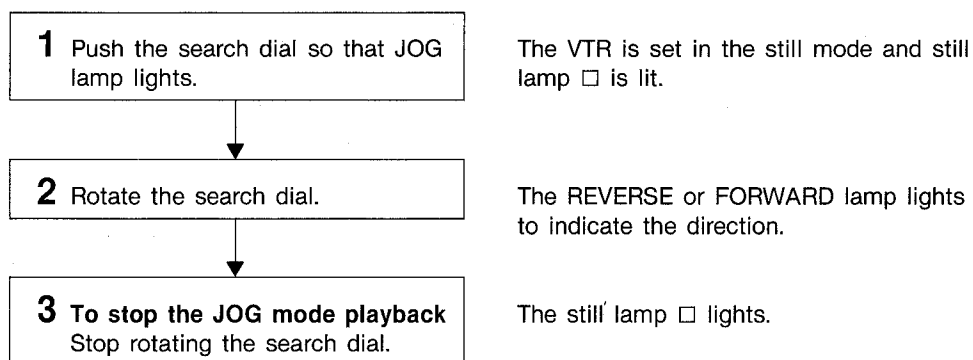 1 Push the search dial so that JOG
lamp lights.
The VTR is set in the still mode and still
lamp □ is lit.
2 Rotate the search dial.
The REVERSE or FORWARD lamp lights
to indicate the direction.
3 To stop the JOG mode playback
Stop rotating the search dial.
The still lamp □ lights.